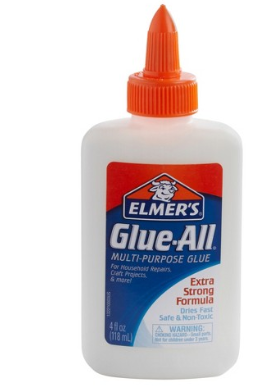 ELMER'S
Glue-All
MULTI-PURPOSE GLUE
For Household Repairs,
Craft Projects,
& more!
Extra
Strong
Formula
Dries Fast
Safe & Non-Toxic
4 fl oz
(118 mL)
WARNING: